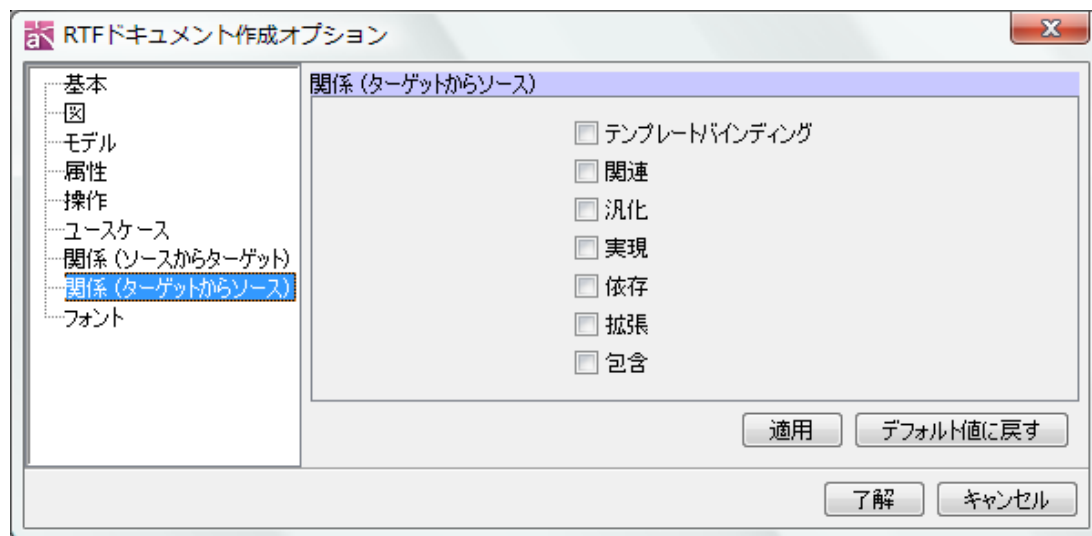 RTFドキュメント作成オプション
基本
図
モデル
属性
操作
ユースケース
関係 (ソースからターゲット)
関係 (ターゲットからソース)
フォント
関係 (ターゲットからソース)
テンプレートバインディング
関連
汎化
実現
依存
拡張
包含
適用 デフォルト値に戻す
了解 キャンセル